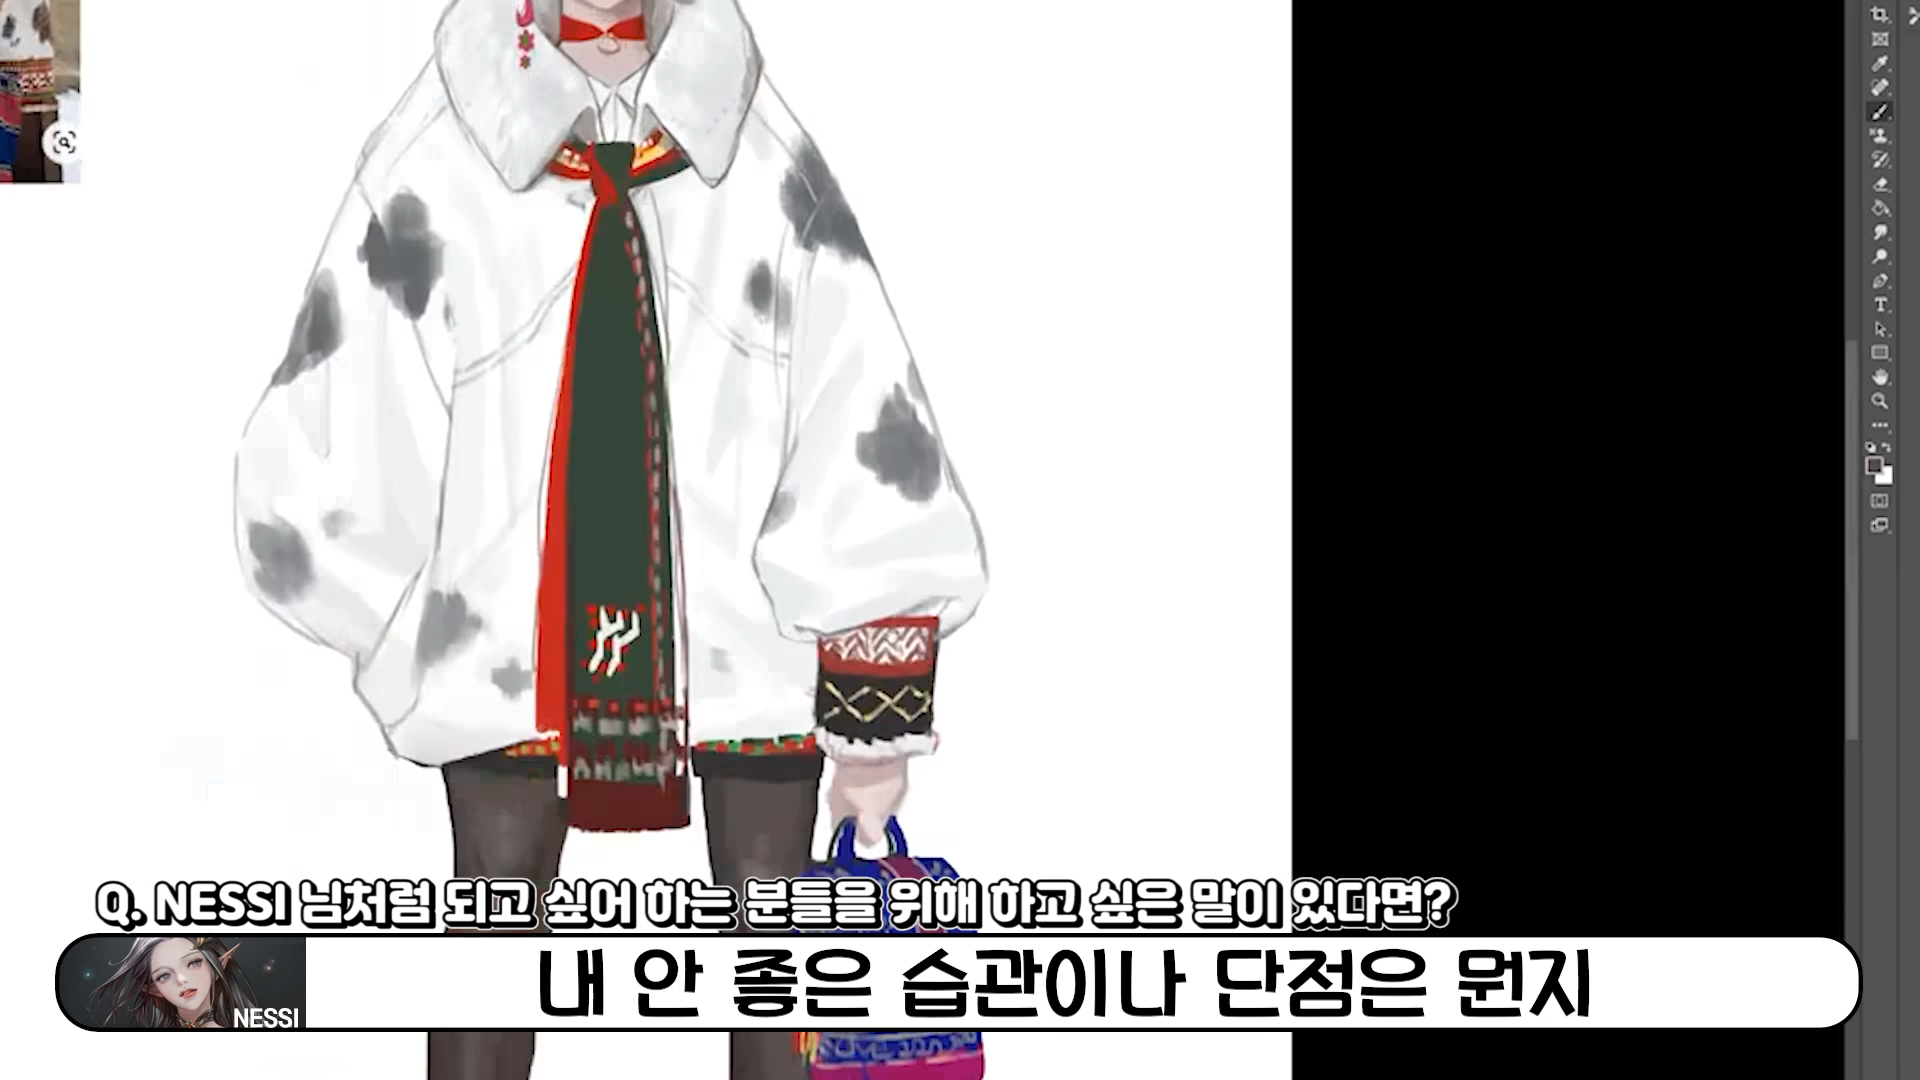 Q. NESSI 님처럼 되고 싶어 하는 분들을 위해 하고 싶은 말이 있다면?
내 안 좋은 습관이나 단점은 뭔지
NESSI